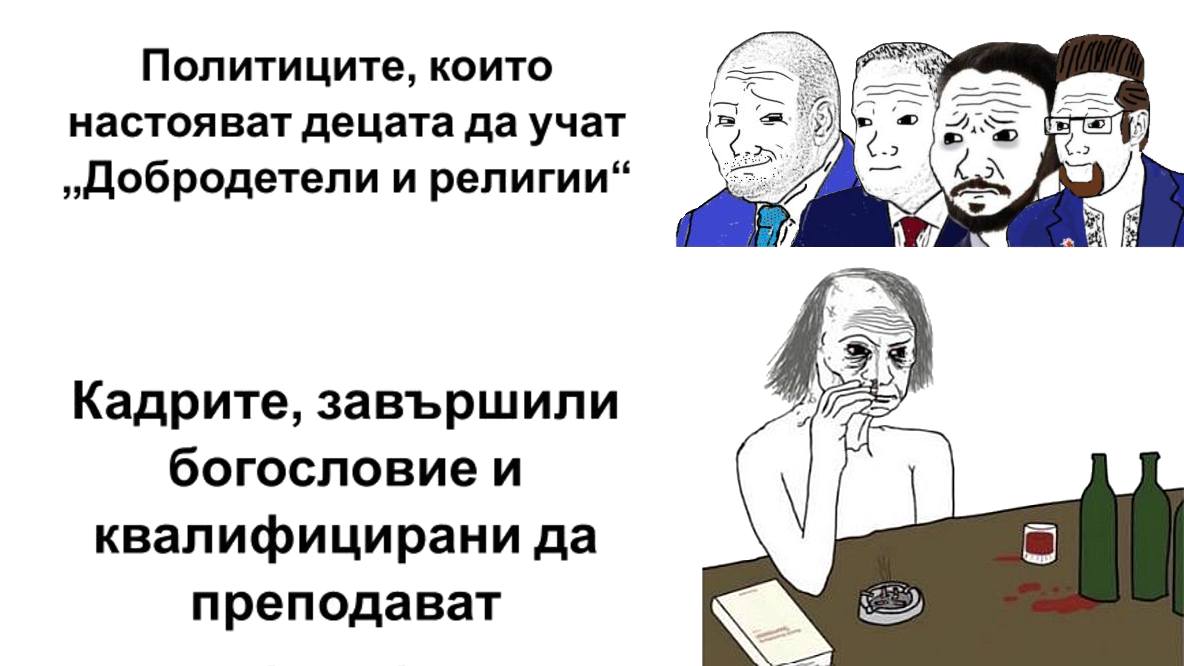 Политиците, които
настояват децата да учат
„Добродетели и религии“
Кадрите, завършили
богословие и
квалифицирани да
преподават